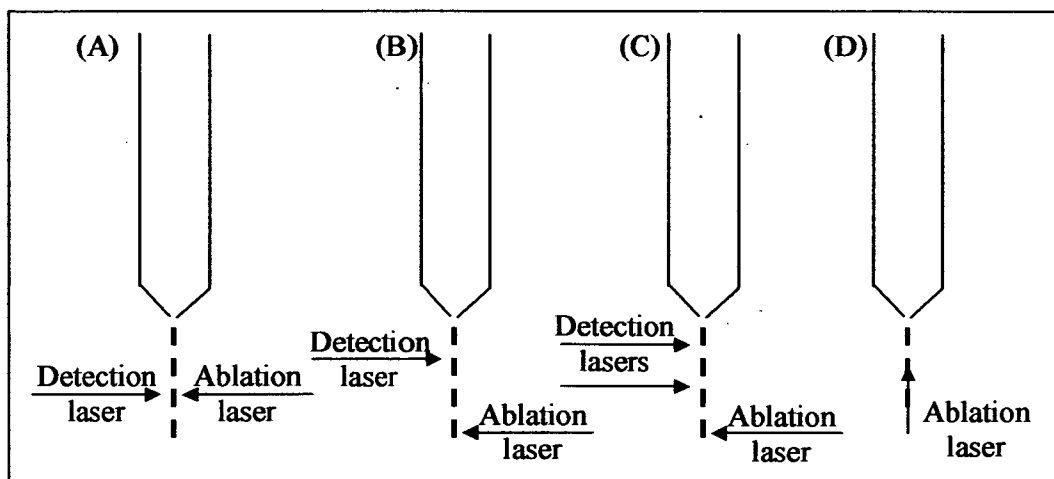 (A) (B) (C) (D)
Detection
lasers
Detection
laser
Detection Ablation
laser laser
Ablation
laser
Ablation
laser
Ablation
laser